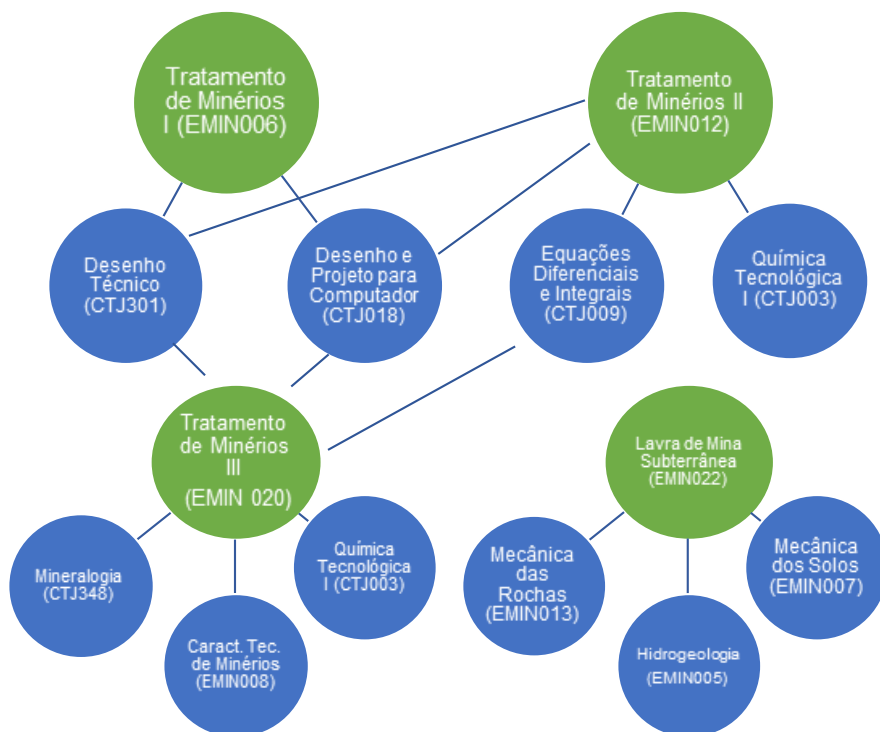 Tratamento
de Minérios
I (EMIN006)
Tratamento
de Minérios II
(EMIN012)
Desenho
Técnico
(CTJ301)
Desenho e
Projeto para
Computador
(CTJ018)
Equações
Diferenciais
e Integrais
(CTJ009)
Química
Tecnológica
I (CTJ003)
Tratamento
de Minérios
III
(EMIN 020)
Lavra de Mina
Subterrânea
(EMIN022)
Mineralogia
(CTJ348)
Caract. Tec.
de Minérios
(EMIN008)
Química
Tecnológica
I (CTJ003)
Mecânica
das
Rochas
(EMIN013)
Hidrogeologia
(EMIN005)
Mecânica
dos Solos
(EMIN007)